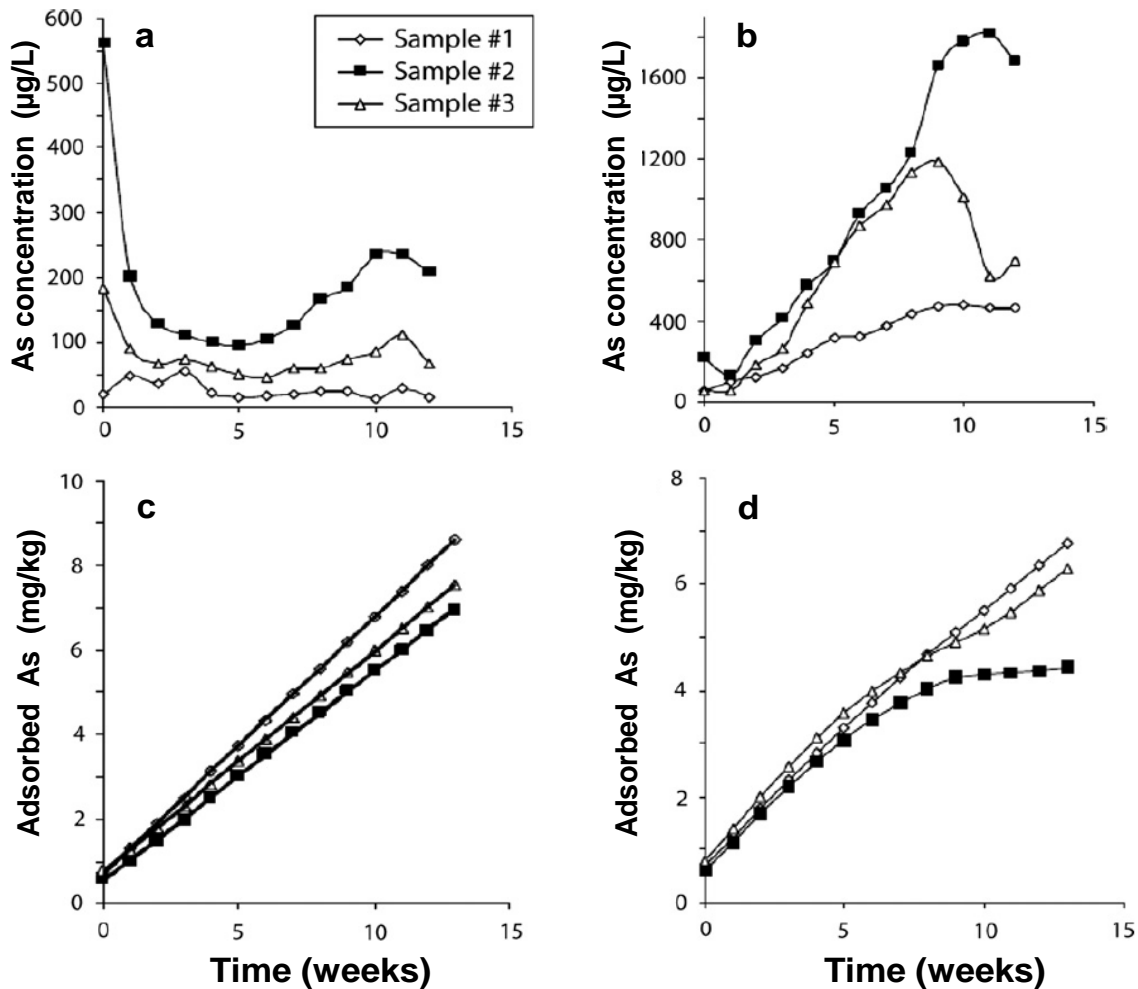 a
Sample #1
Sample #2
Sample #3
As concentration (µg/L)
600
500
400
300
200
100
0
0 5 10 15
b
As concentration (µg/L)
1600
1200
800
400
0
0 5 10 15
c
Adsorbed As (mg/kg)
10
8
6
4
2
0
0 5 10 15
Time (weeks)
d
Adsorbed As (mg/kg)
8
6
4
2
0
0 5 10 15
Time (weeks)